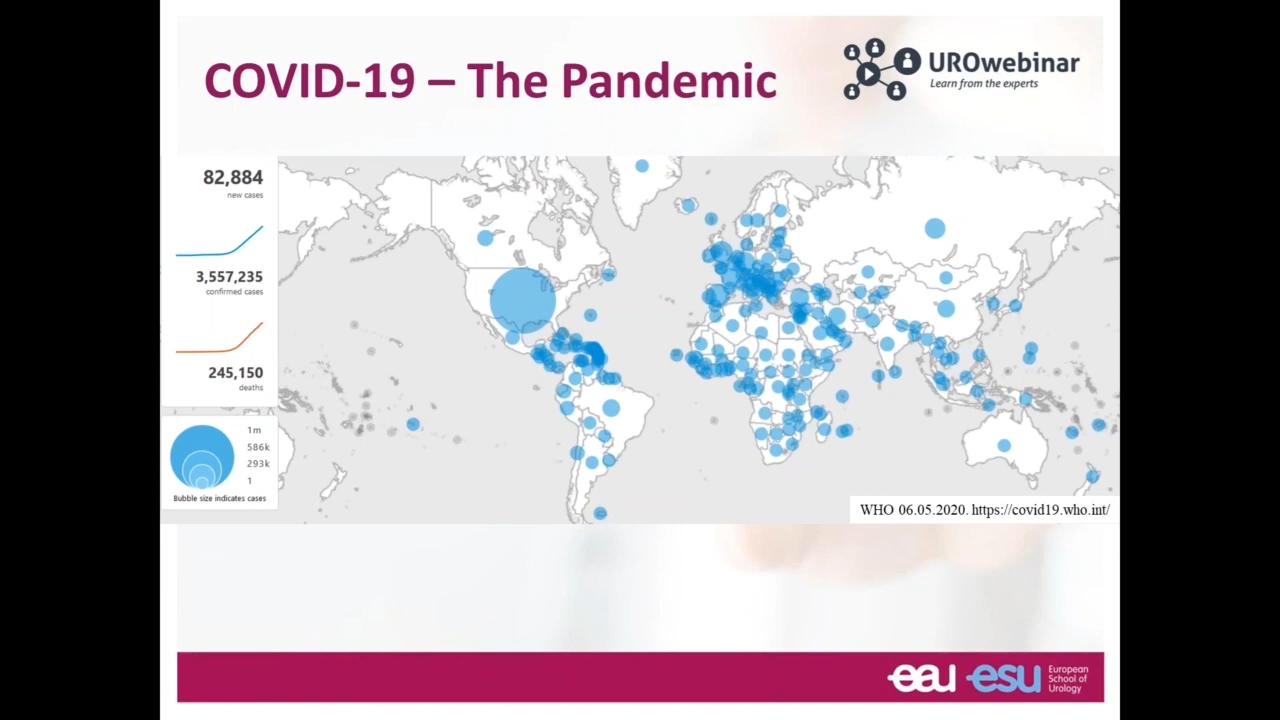 COVID-19 – The Pandemic
UROwebinar
Learn from the experts
82,884
new cases
3,557,235
confirmed cases
245,150
deaths
1m
586k
293k
1
Bubble size indicates cases
WHO 06.05.2020. https://covid19.who.int/
eau esu
European
School of
Urology